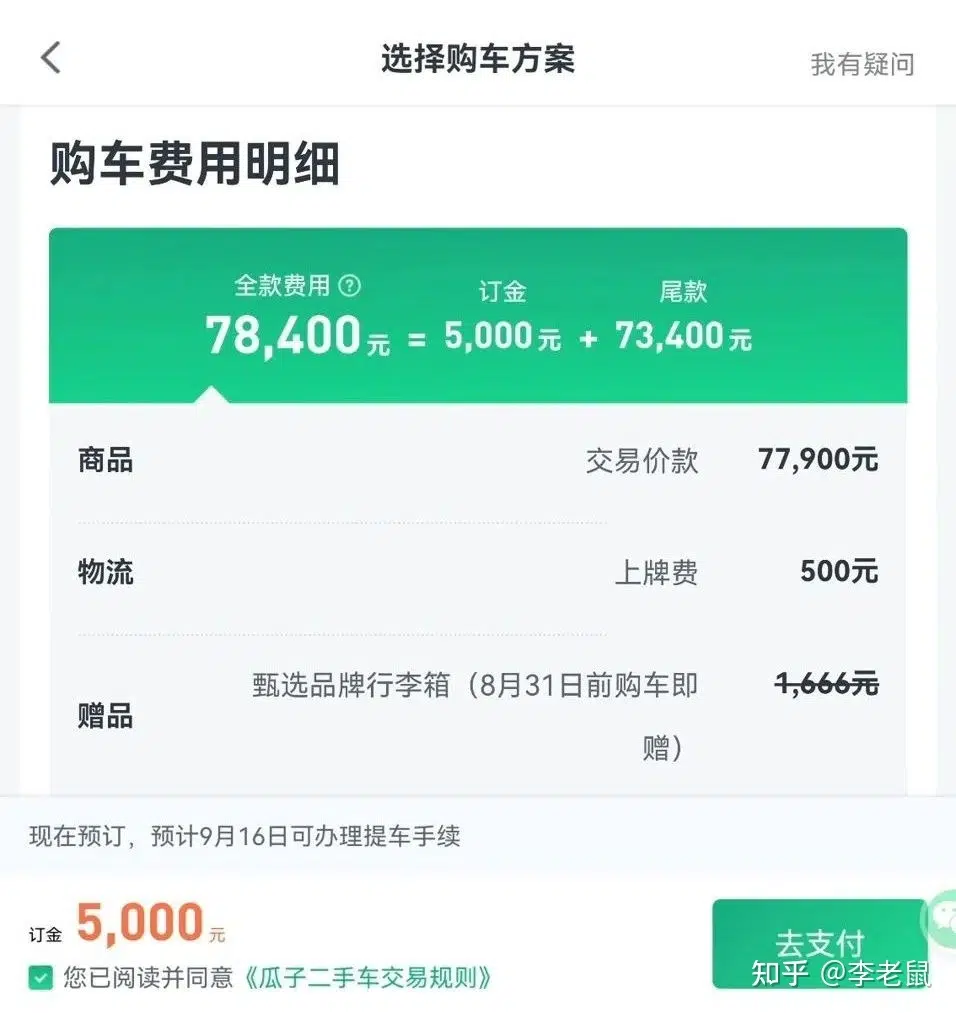 选择购车方案 我有疑问
购车费用明细
全款费用? 订金 尾款
78,400元 = 5,000元 + 73,400元
商品 交易价款 77,900元
物流 上牌费 500元
甄选品牌行李箱（8月31日前购车即 1,666元
赠品
赠）
现在预订，预计9月16日可办理提车手续
订金 5,000元
去支付
您已阅读并同意《瓜子二手车交易规则》
知乎 @李老鼠